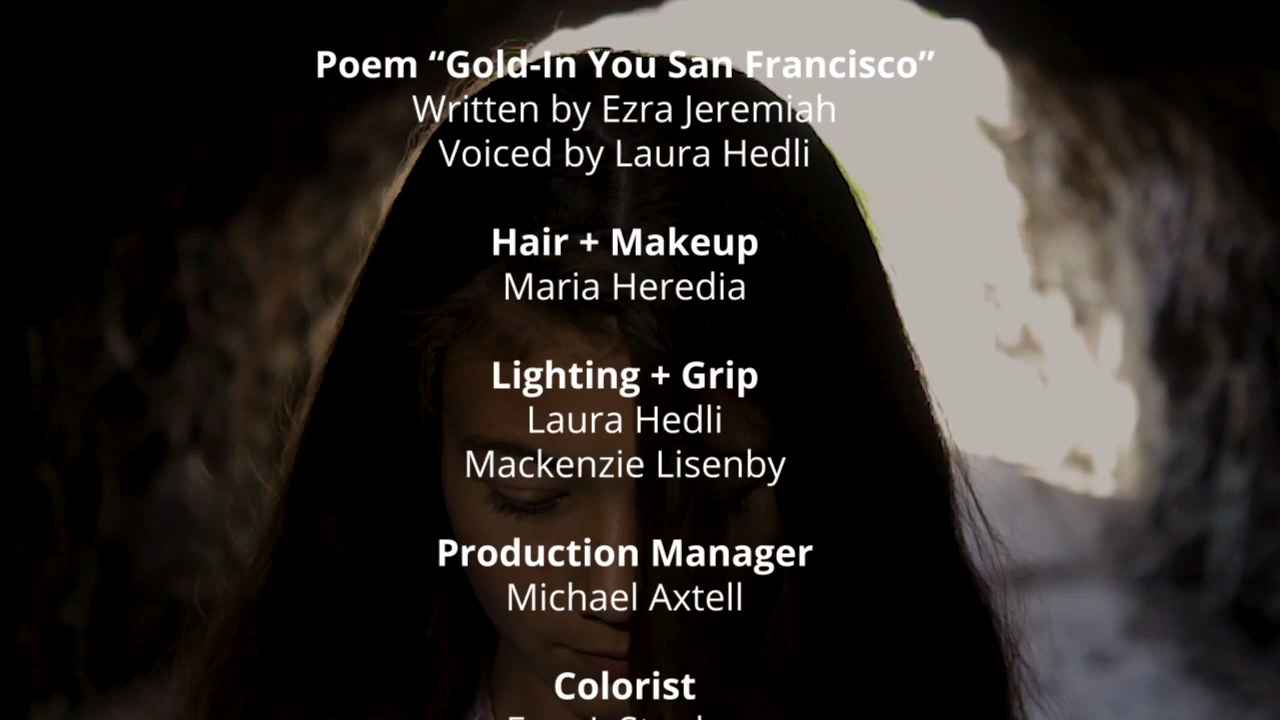 Poem “Gold-In You San Francisco”
Written by Ezra Jeremiah
Voiced by Laura Hedli
Hair + Makeup
Maria Heredia
Lighting + Grip
Laura Hedli
Mackenzie Lisenby
Production Manager
Michael Axtell
Colorist